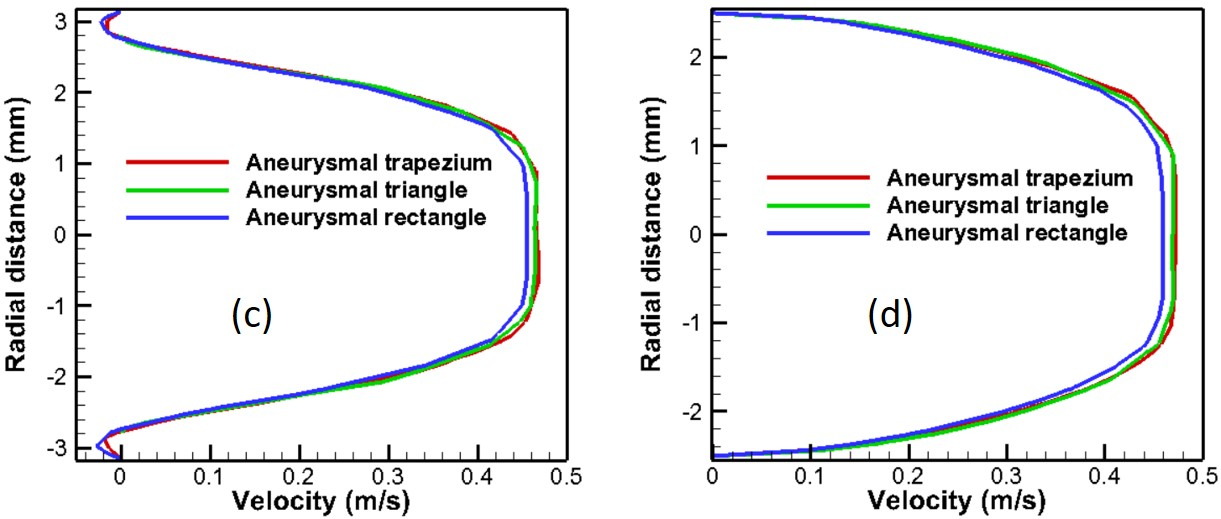 3
2
1
0
-1
-2
-3
Radial distance (mm)
Aneurysmal trapezium
Aneurysmal triangle
Aneurysmal rectangle
(c)
0
0.1
0.2
0.3
0.4
0.5
Velocity (m/s)
2
1
0
-1
-2
Radial distance (mm)
Aneurysmal trapezium
Aneurysmal triangle
Aneurysmal rectangle
(d)
0
0.1
0.2
0.3
0.4
0.5
Velocity (m/s)